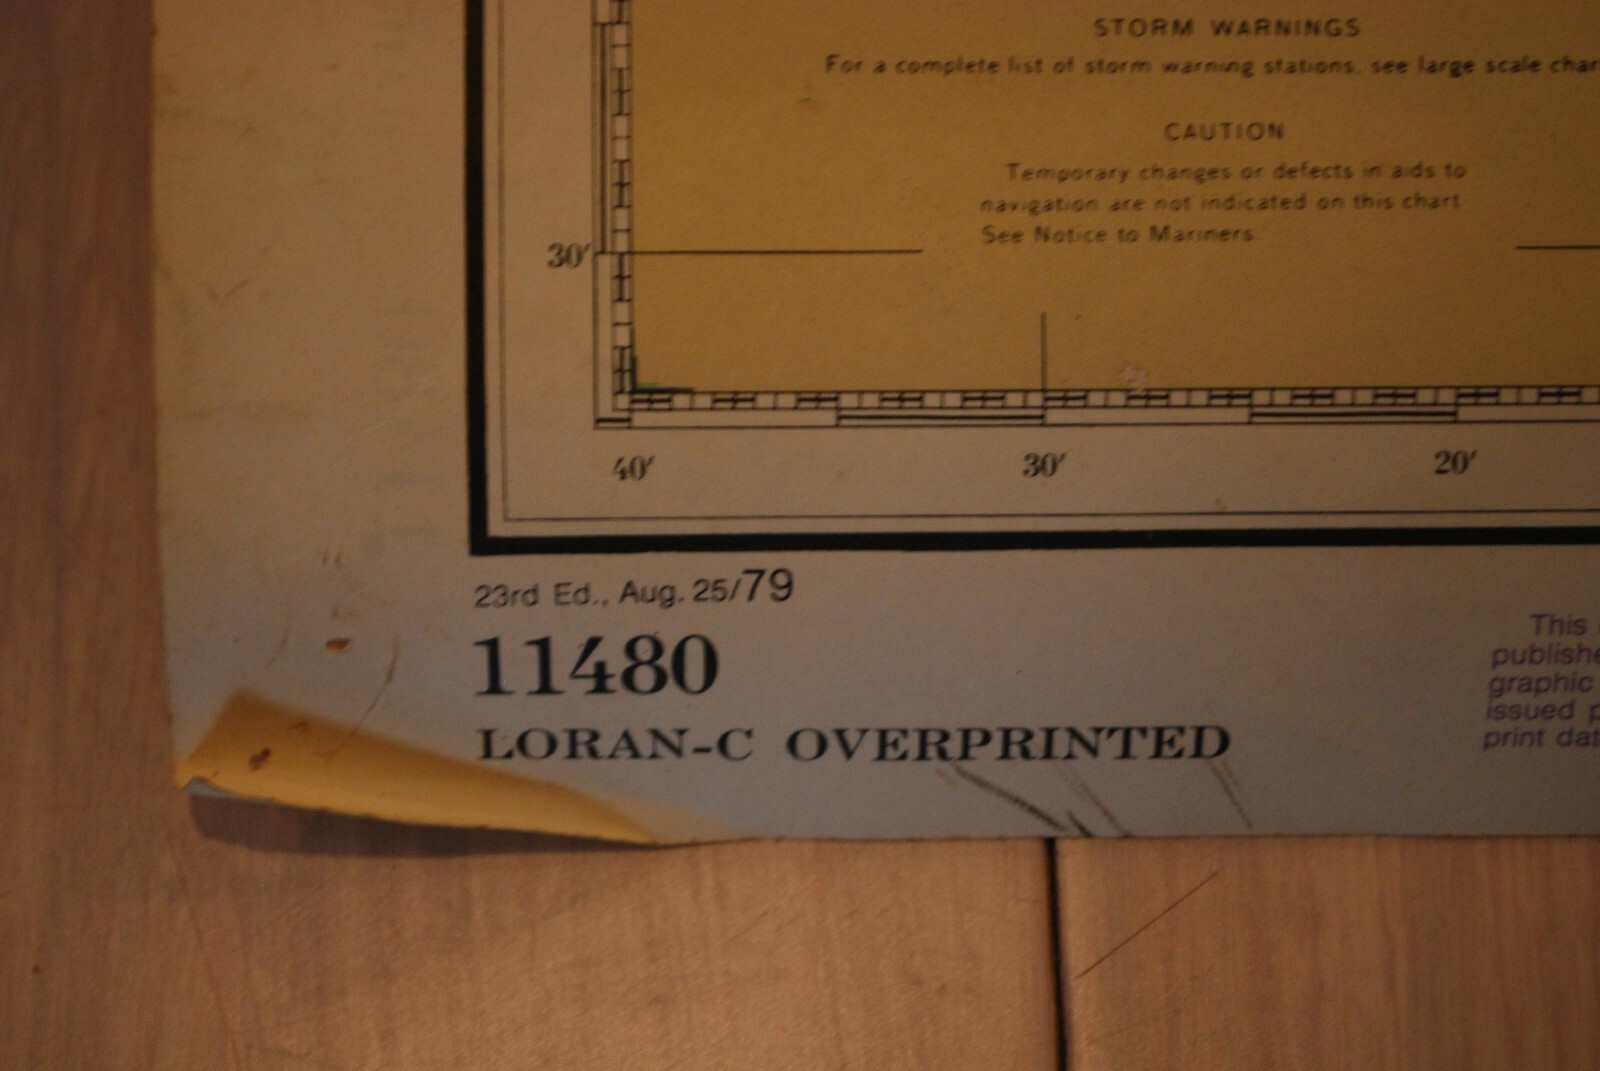 STORM WARNINGS
For a complete list of storm warning stations, see large scale
CAUTION
Temporary changes or defects in aids to
navigation are not indicated on this chart
See Notice to Mariners.
30′
40′ 30′ 20′
23rd Ed., Aug. 25/79
11480
LORAN-C OVERPRINTED
This
publishe
graphic
issued p
print dat